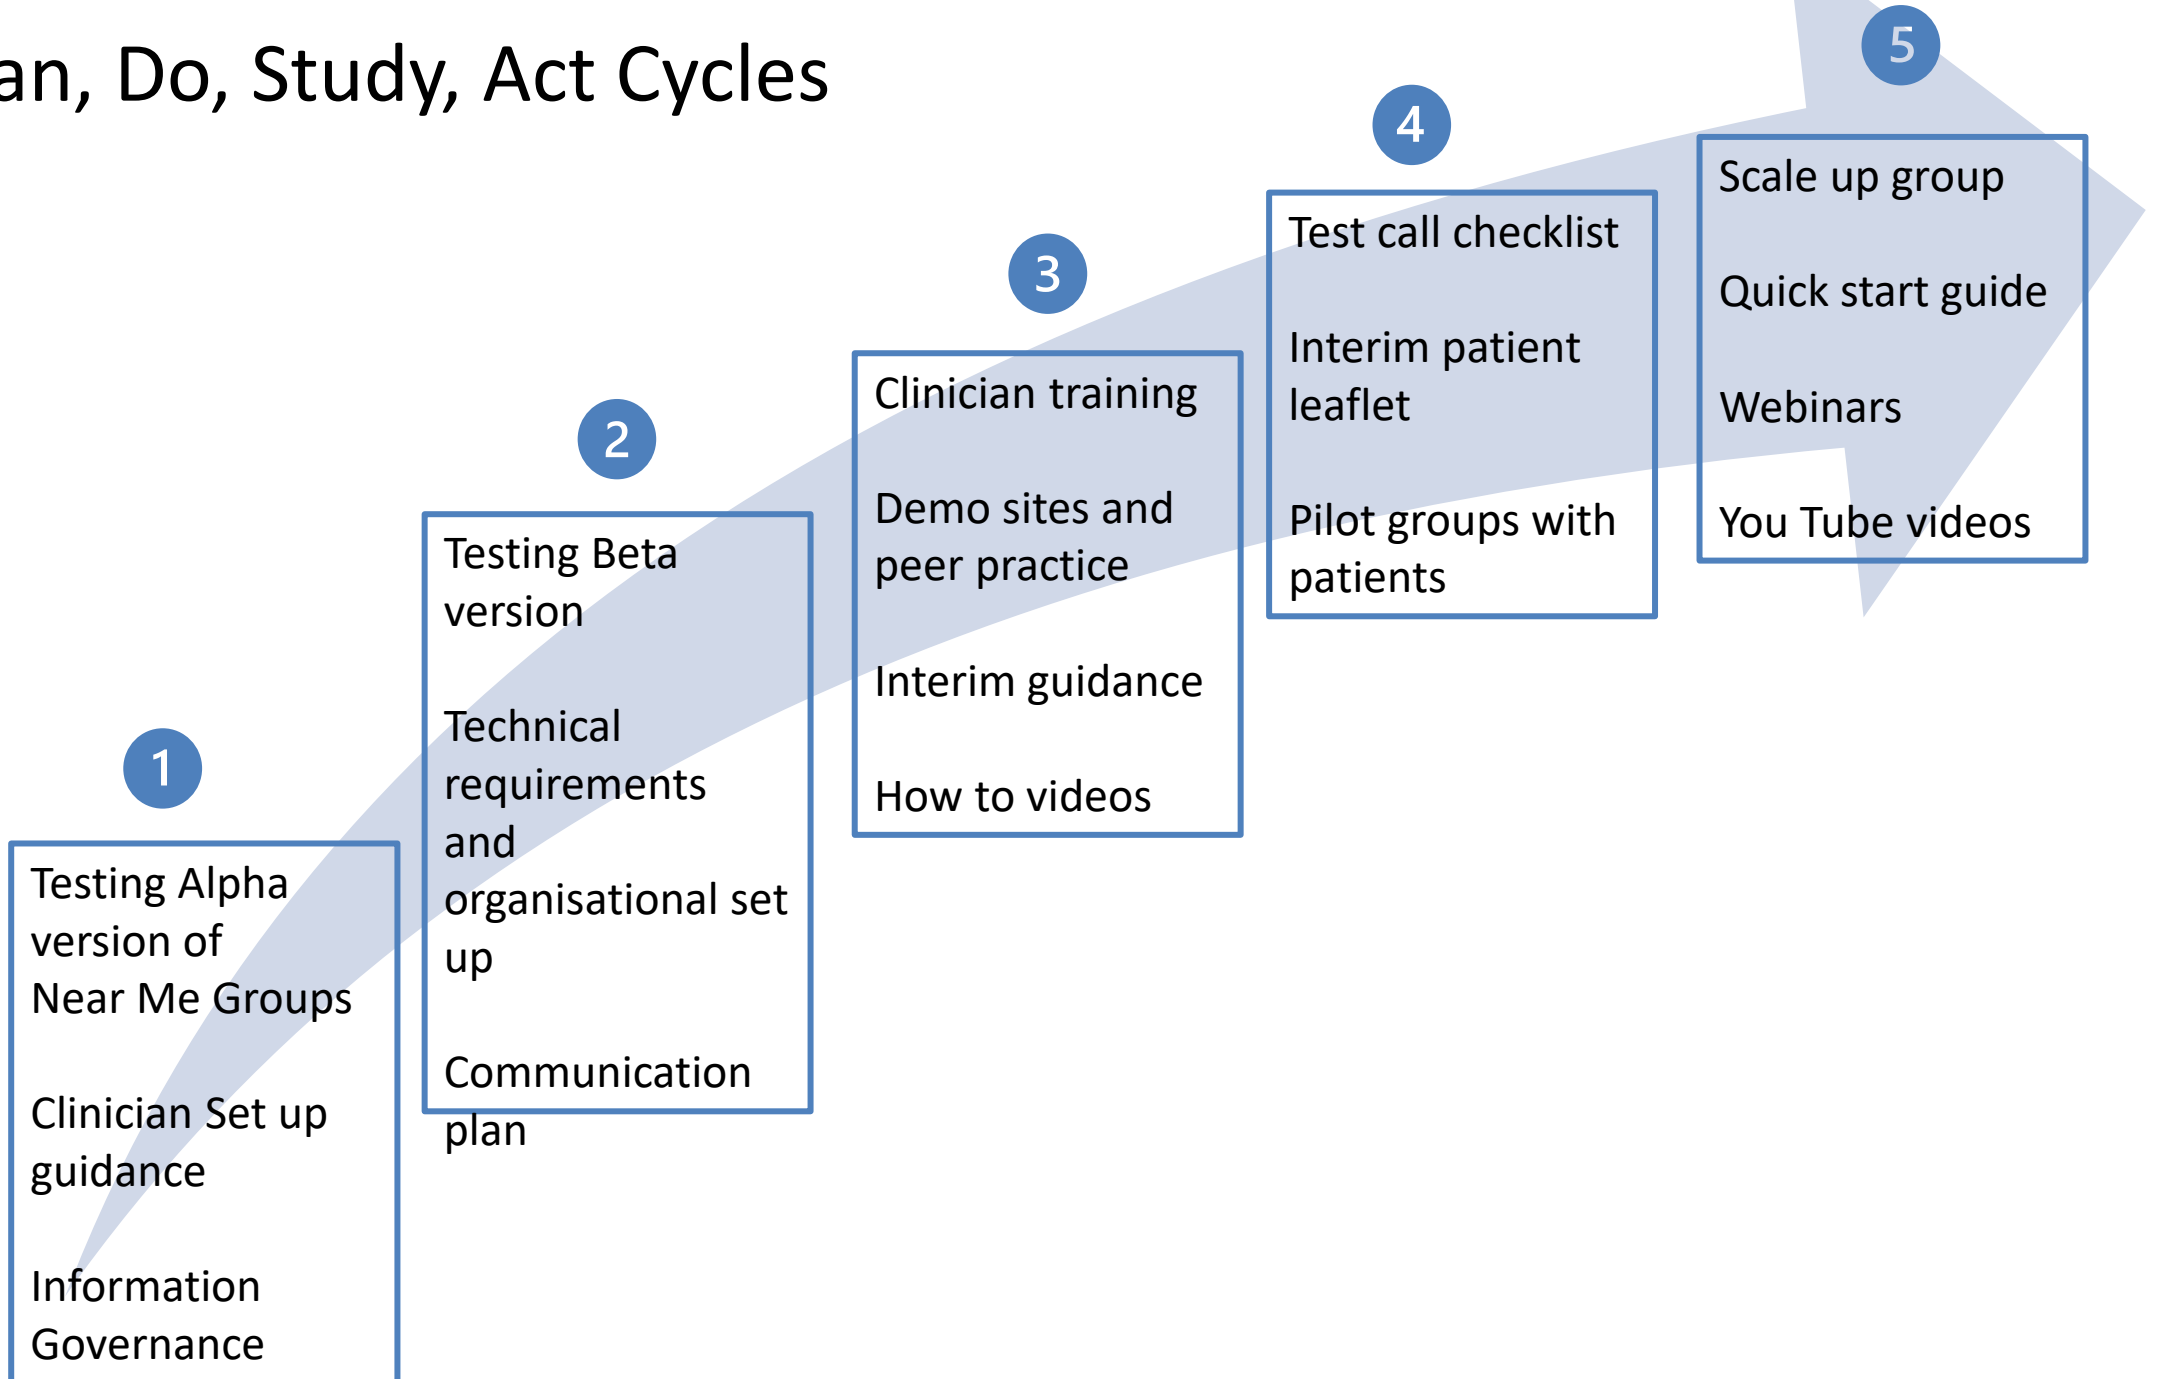 an, Do, Study, Act Cycles
1
Testing Alpha
version of
Near Me Groups
Clinician Set up
guidance
Information
Governance
2
Testing Beta
version
Technical
requirements
and
organisational set
up
Communication
plan
3
Clinician training
Demo sites and
peer practice
Interim guidance
How to videos
4
Test call checklist
Interim patient
leaflet
Pilot groups with
patients
5
Scale up group
Quick start guide
Webinars
You Tube videos